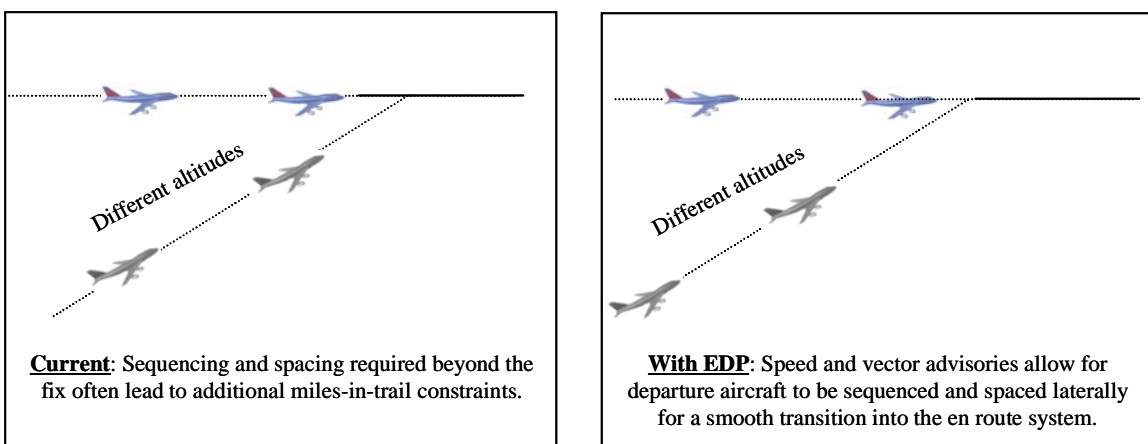 Different altitudes
Current: Sequencing and spacing required beyond the
fix often lead to additional miles-in-trail constraints.
Different altitudes
With EDP: Speed and vector advisories allow for
departure aircraft to be sequenced and spaced laterally
for a smooth transition into the en route system.